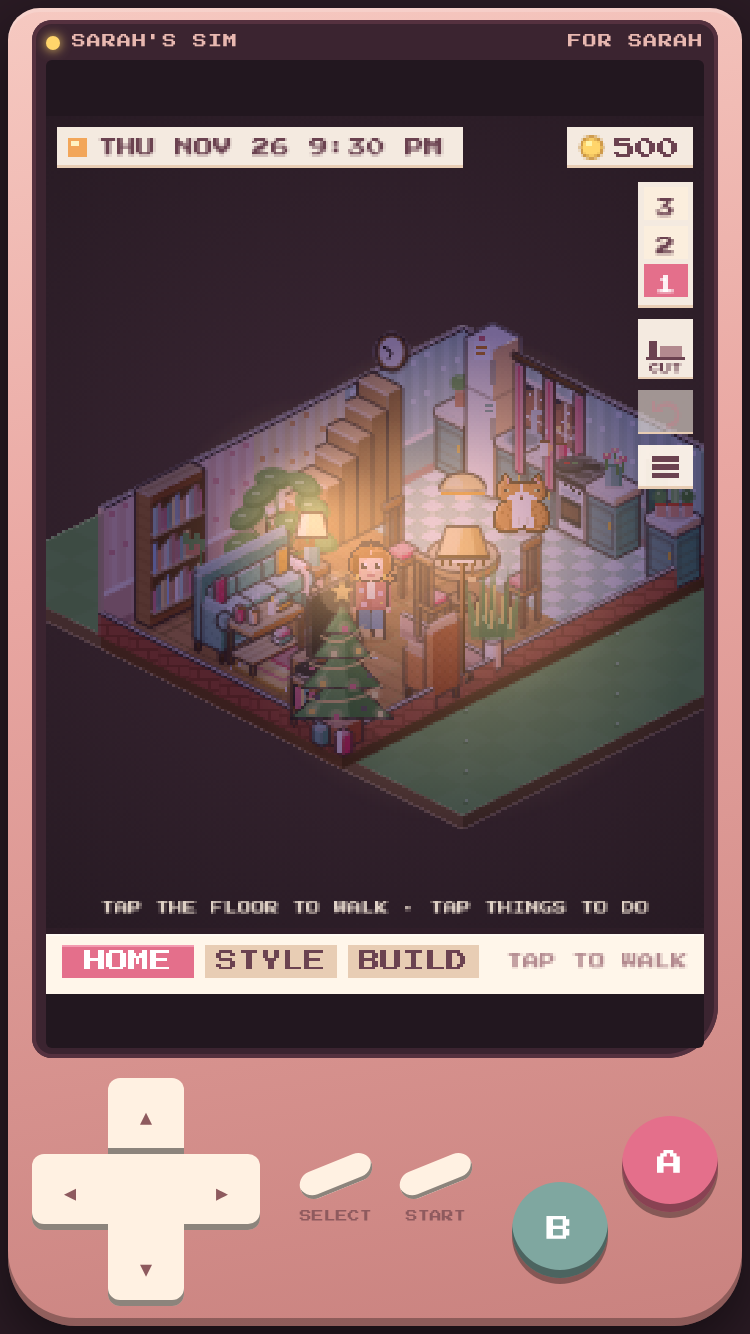 SARAH'S SIM
FOR SARAH
THU NOV 26 9:30 PM
500
3
2
1
CUT
TAP THE FLOOR TO WALK · TAP THINGS TO DO
HOME
STYLE
BUILD
TAP TO WALK
SELECT
START
B
A